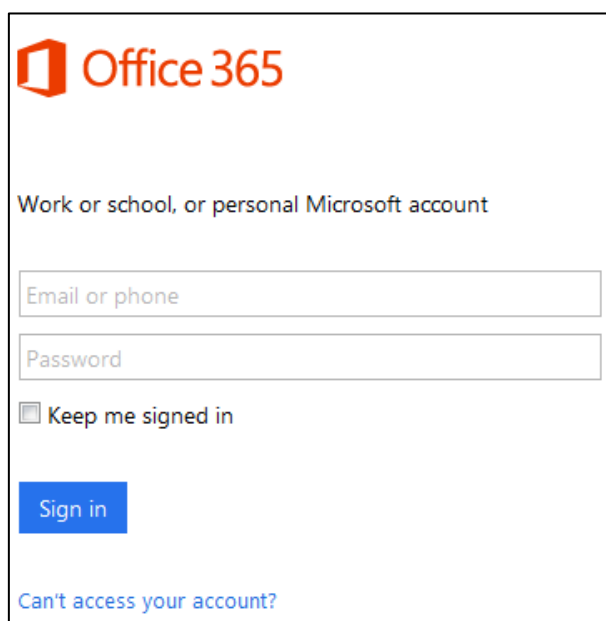 Office 365
Work or school, or personal Microsoft account
Email or phone
Password
Keep me signed in
Sign in
Can't access your account?